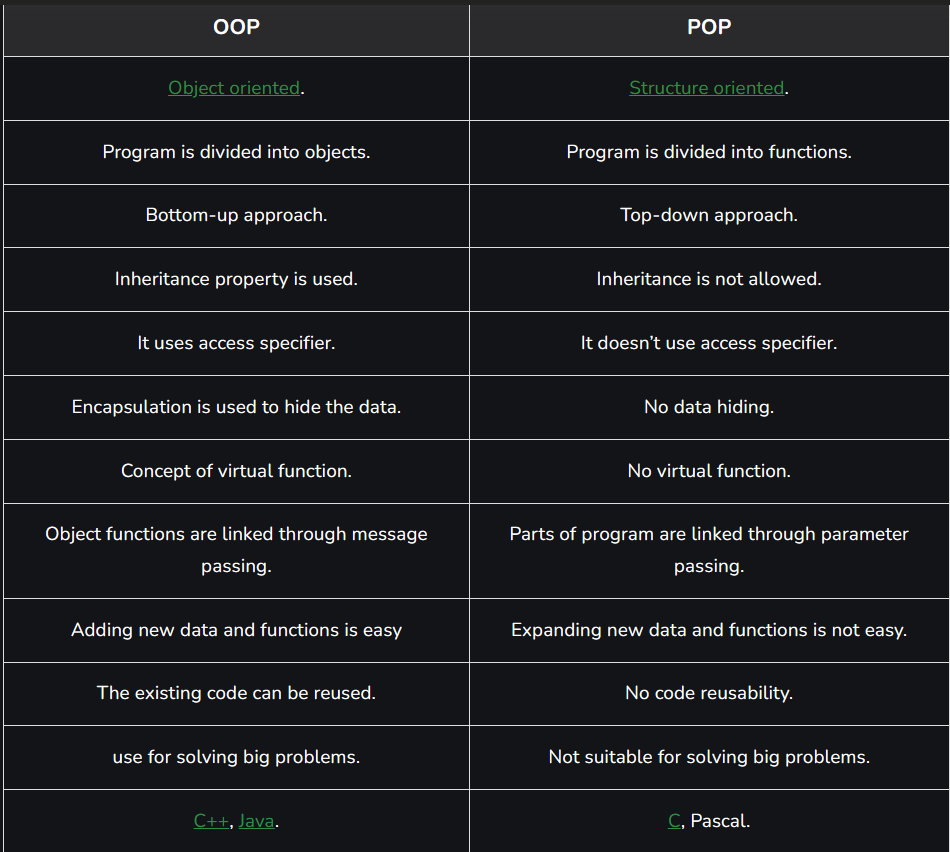 OOP POP
Object oriented. Structure oriented.
Program is divided into objects. Program is divided into functions.
Bottom-up approach. Top-down approach.
Inheritance property is used. Inheritance is not allowed.
It uses access specifier. It doesn’t use access specifier.
Encapsulation is used to hide the data. No data hiding.
Concept of virtual function. No virtual function.
Object functions are linked through message Parts of program are linked through parameter
passing. passing.
Adding new data and functions is easy Expanding new data and functions is not easy.
The existing code can be reused. No code reusability.
use for solving big problems. Not suitable for solving big problems.
C++, Java. C, Pascal.